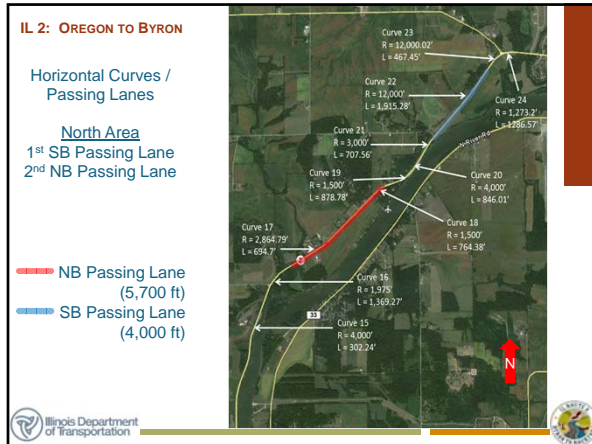 IL 2: OREGON TO BYRON
Horizontal Curves /
Passing Lanes
North Area
1st SB Passing Lane
2nd NB Passing Lane
NB Passing Lane
(5,700 ft)
SB Passing Lane
(4,000 ft)
Curve 23
R = 12,000.02'
L = 467.45'
Curve 22
R = 12,000'
L = 1,915.28'
Curve 24
R = 1,273.2'
L = 1286.57'
Curve 21
R = 3,000'
L = 707.56'
N River Rd
Curve 19
R = 1,500'
L = 878.78'
Curve 20
R = 4,000'
L = 846.01'
Curve 17
R = 2,864.79'
L = 694.7'
Curve 18
R = 1,500'
L = 764.38'
2
Curve 16
R = 1,975'
L = 1,369.27'
33
Curve 15
R = 4,000'
L = 302.24'
N
Illinois Department
of Transportation